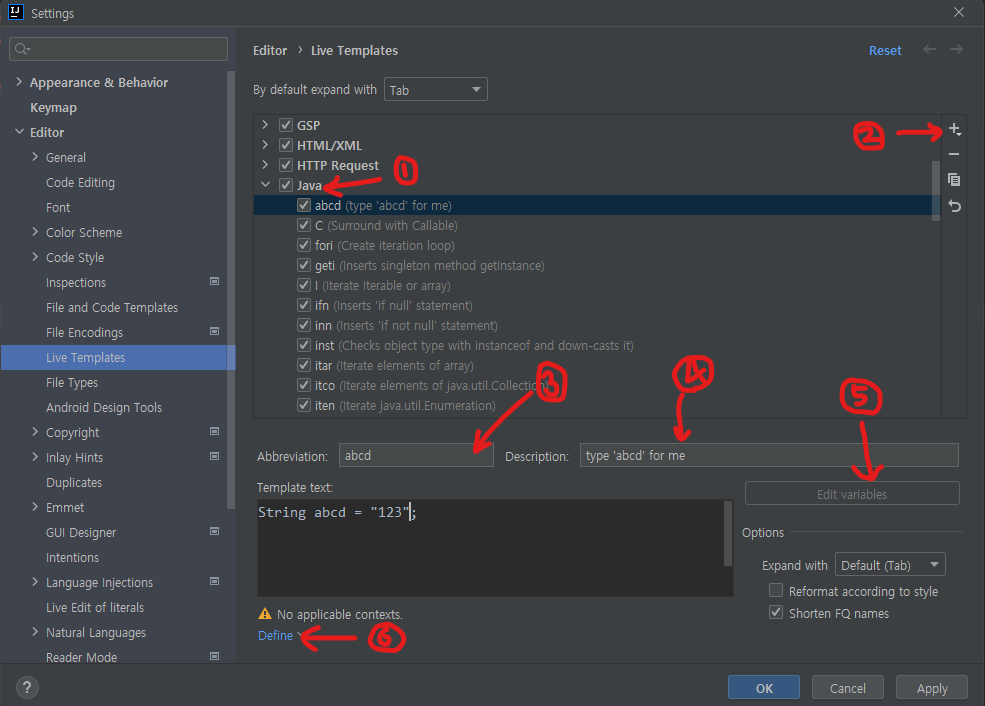 IJ Settings
Editor › Live Templates Reset
Appearance & Behavior
Keymap
Editor
General
Code Editing
Font
Color Scheme
Code Style
Inspections
File and Code Templates
File Encodings
Live Templates
File Types
Android Design Tools
Copyright
Inlay Hints
Duplicates
Emmet
GUI Designer
Intentions
Language Injections
Live Edit of literals
Natural Languages
Reader Mode
By default expand with Tab
GSP
HTML/XML
HTTP Request
Java
abcd (type 'abcd' for me)
C (Surround with Callable)
fori (Create iteration loop)
geti (Inserts singleton method getInstance)
I (Iterate Iterable or array)
ifn (Inserts 'if null' statement)
inn (Inserts 'if not null' statement)
inst (Checks object type with instanceof and down-casts it)
itar (Iterate elements of array)
itco (Iterate elements of java.util.Collection)
iten (Iterate java.util.Enumeration)
①
②
③
④
⑤
Abbreviation: abcd Description: type 'abcd' for me
Template text:
Edit variables
String abcd = "123";
Options
Expand with Default (Tab)
Reformat according to style
Shorten FQ names
No applicable contexts.
Define ⑥
? OK Cancel Apply